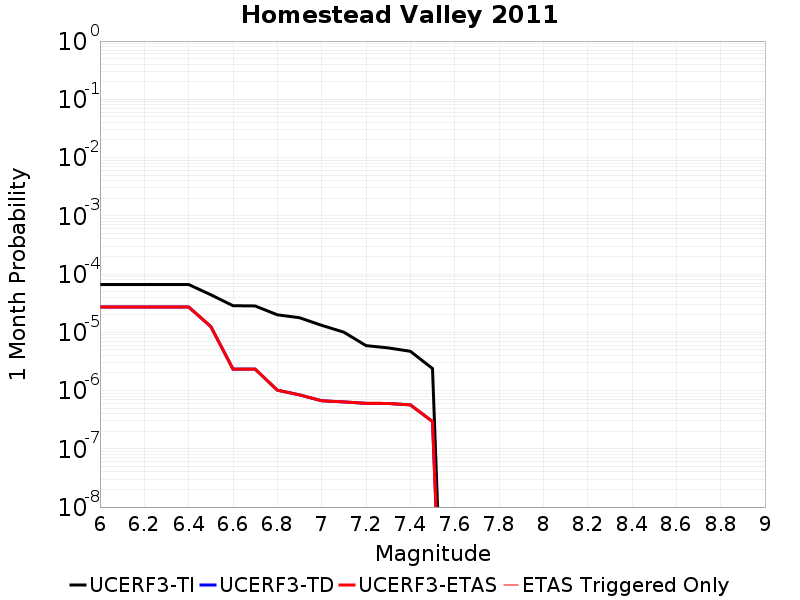 Homestead Valley 2011
1 Month Probability
10^0
10^-1
10^-2
10^-3
10^-4
10^-5
10^-6
10^-7
10^-8
6 6.2 6.4 6.6 6.8 7 7.2 7.4 7.6 7.8 8 8.2 8.4 8.6 8.8 9
Magnitude
UCERF3-TI UCERF3-TD UCERF3-ETAS ETAS Triggered Only